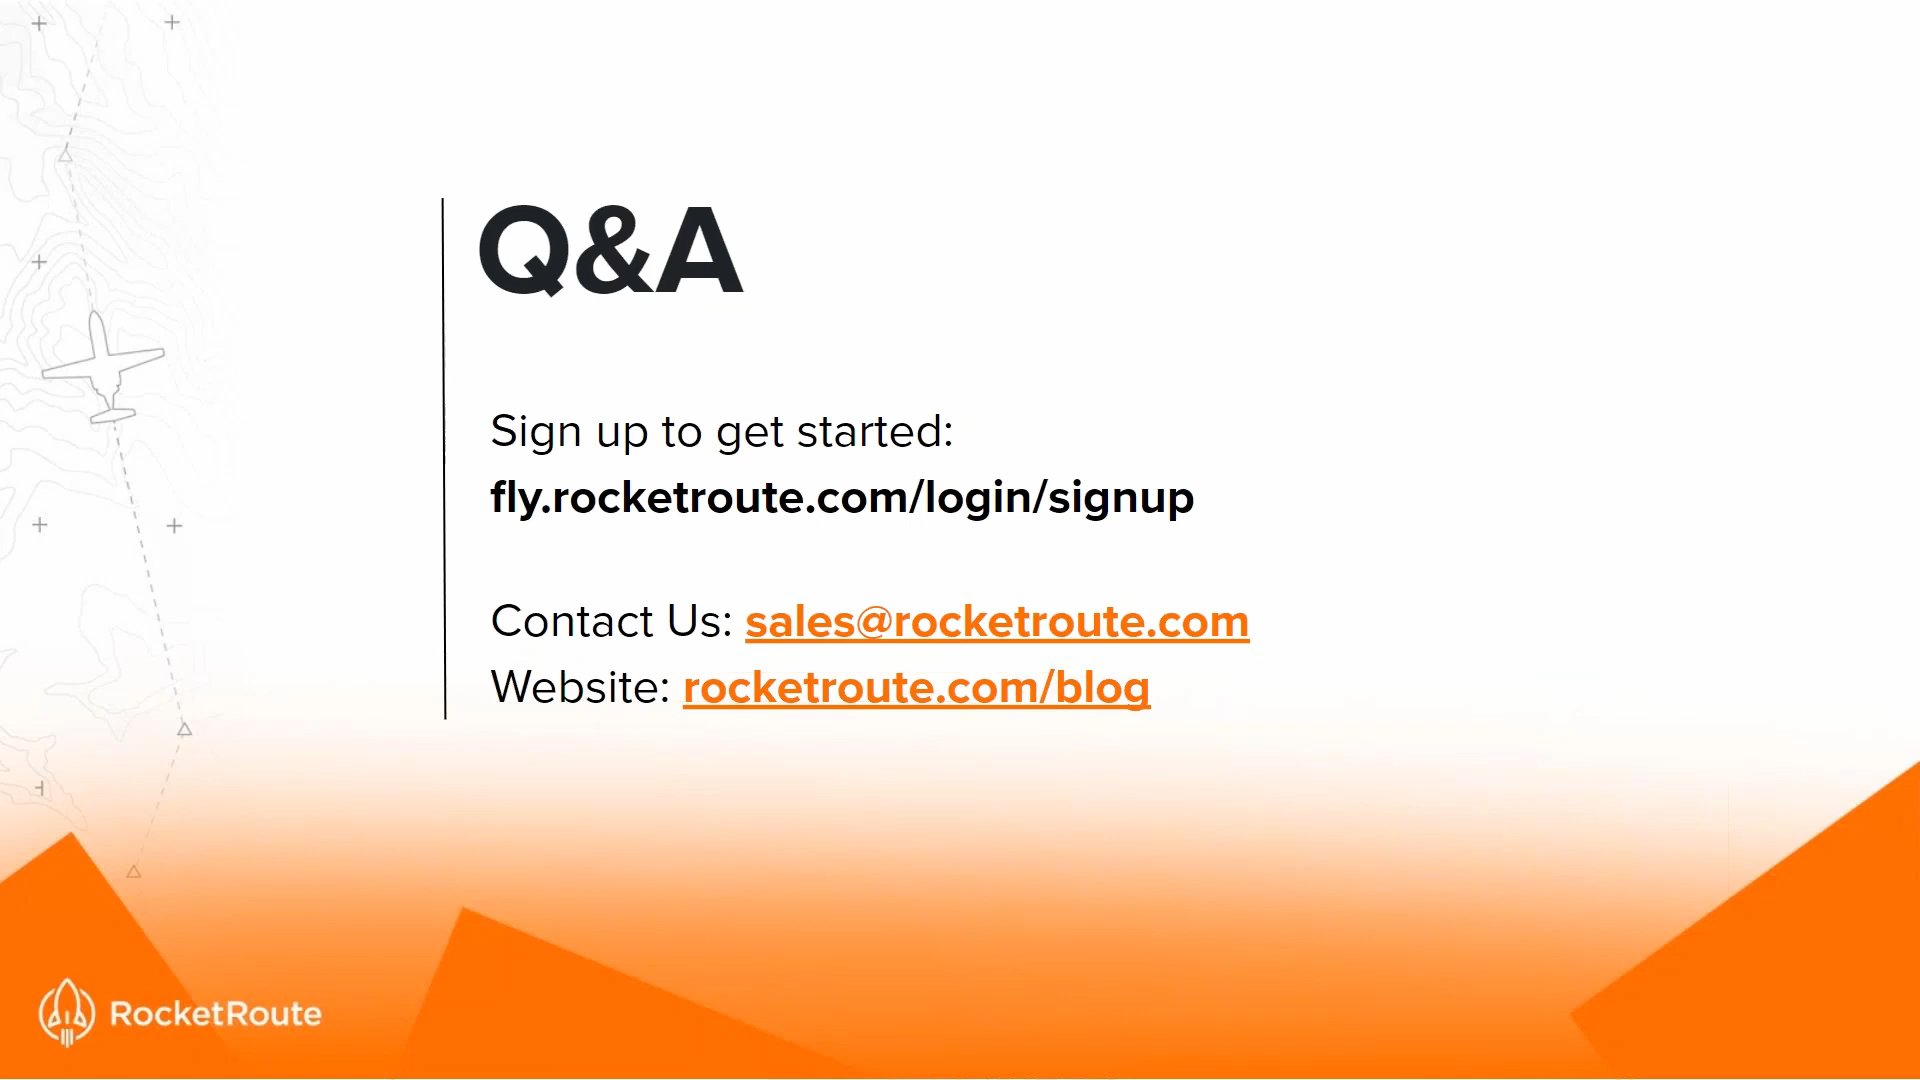 Q&A
Sign up to get started:
fly.rocketroute.com/login/signup
Contact Us: sales@rocketroute.com
Website: rocketroute.com/blog
RocketRoute